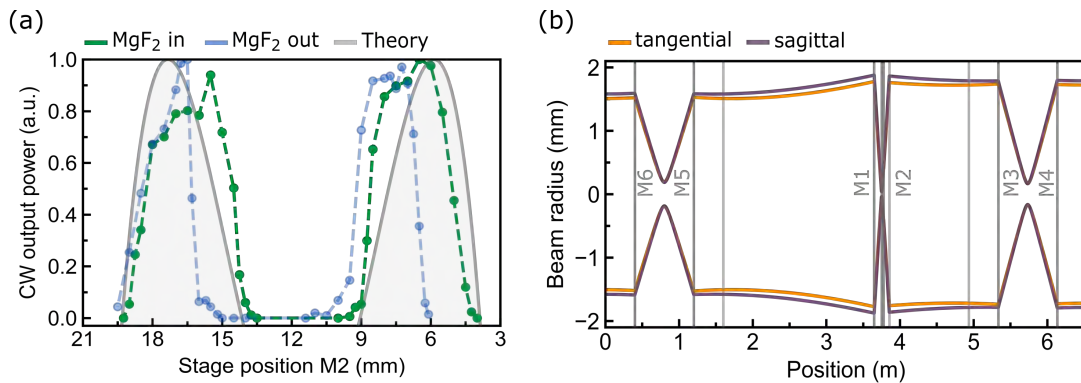 (a)
MgF₂ in MgF₂ out Theory
CW output power (a.u.)
1.0
0.8
0.6
0.4
0.2
0.0
21 18 15 12 9 6 3
Stage position M2 (mm)
(b)
tangential sagittal
Beam radius (mm)
2
1
0
−1
−2
M6 M5 M1 M2 M3 M4
0 1 2 3 4 5 6
Position (m)